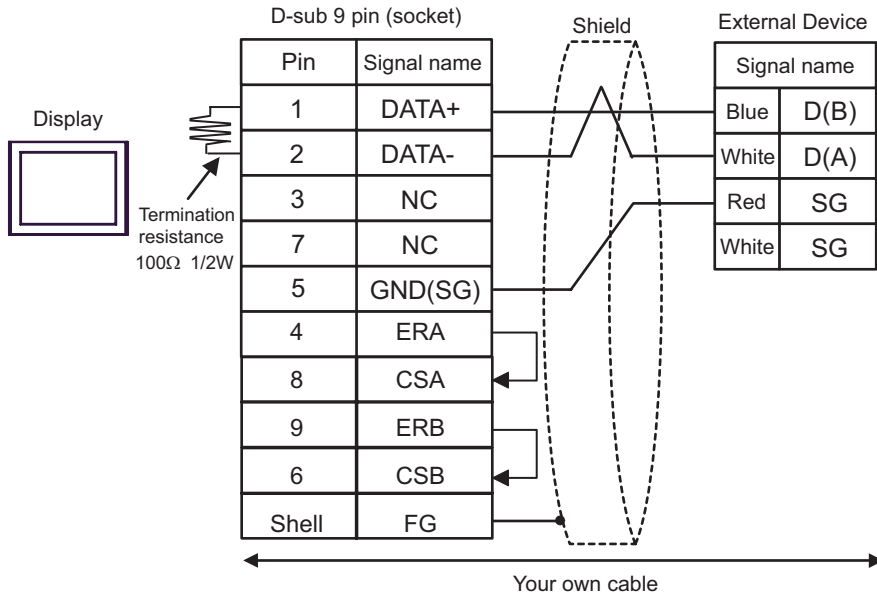 D-sub 9 pin (socket)
Shield
External Device
Pin Signal name
Signal name
1 DATA+
Blue D(B)
Display
2 DATA-
White D(A)
3 NC
Red SG
Termination
resistance
100Ω 1/2W
7 NC
White SG
5 GND(SG)
4 ERA
8 CSA
9 ERB
6 CSB
Shell FG
Your own cable